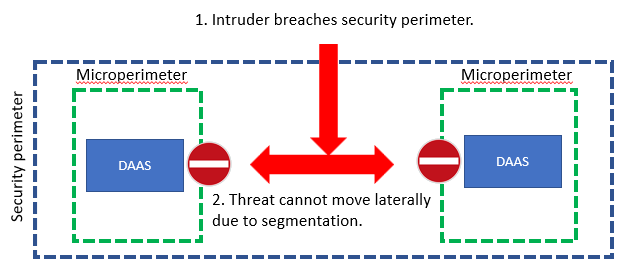 1. Intruder breaches security perimeter.
Microperimeter
Microperimeter
Security perimeter
DAAS
DAAS
2. Threat cannot move laterally
due to segmentation.